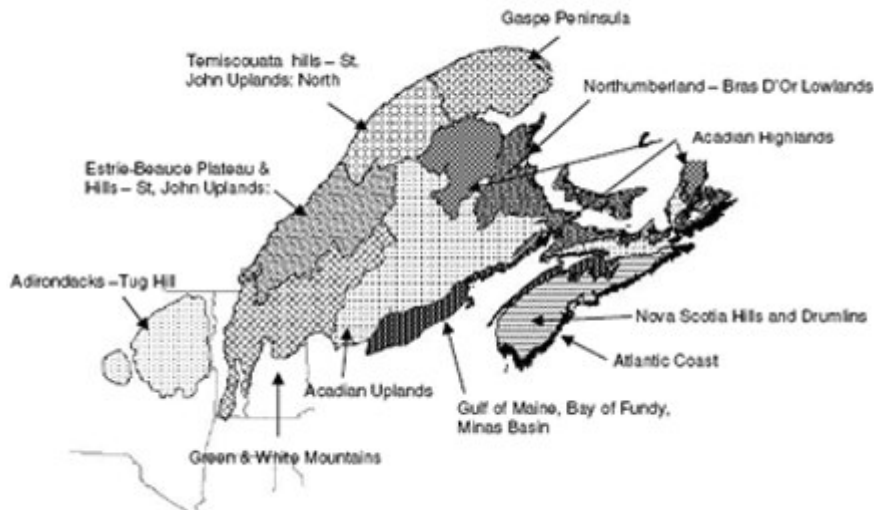 Gaspe Peninsula
Temiscouata hills – St.
John Uplands: North
Northumberland – Bras D'Or Lowlands
Acadian Highlands
Estrie-Beauce Plateau &
Hills – St, John Uplands:
Adirondacks –Tug Hill
Nova Scotia Hills and Drumlins
Atlantic Coast
Acadian Uplands
Gulf of Maine, Bay of Fundy,
Minas Basin
Green & White Mountains